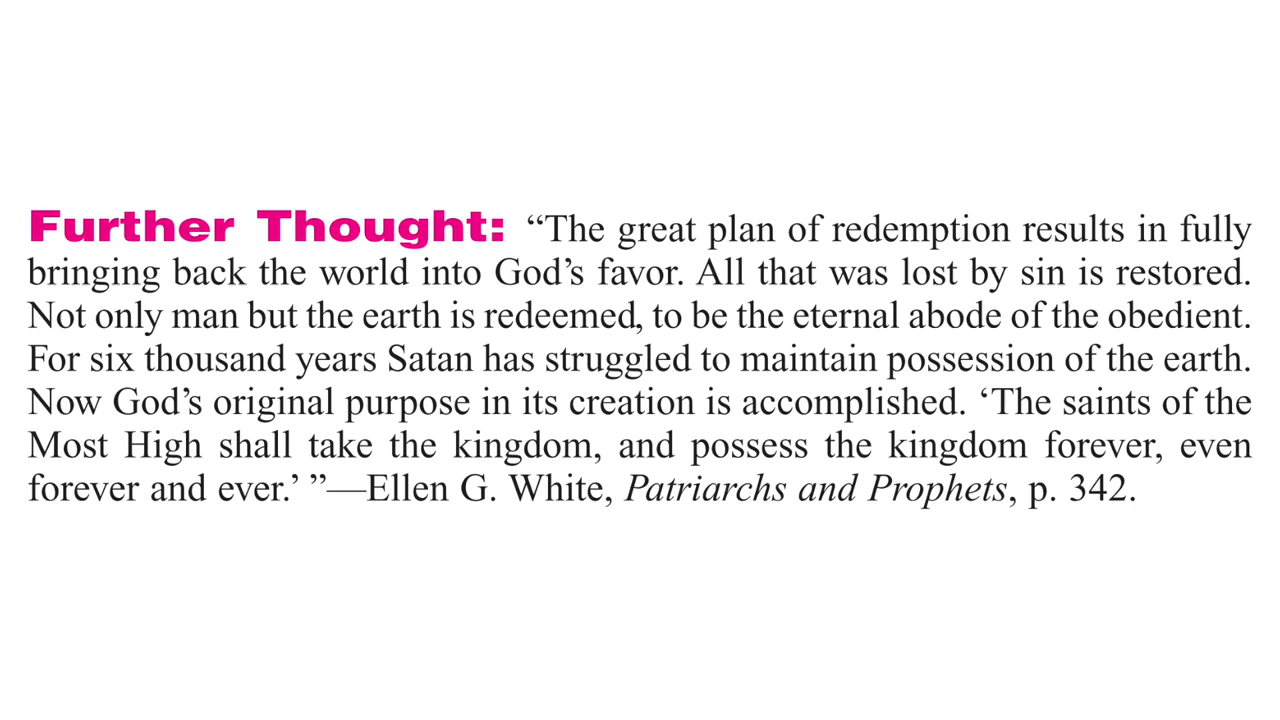 Further Thought: “The great plan of redemption results in fully
bringing back the world into God’s favor. All that was lost by sin is restored.
Not only man but the earth is redeemed, to be the eternal abode of the obedient.
For six thousand years Satan has struggled to maintain possession of the earth.
Now God’s original purpose in its creation is accomplished. ‘The saints of the
Most High shall take the kingdom, and possess the kingdom forever, even
forever and ever.’ ”—Ellen G. White, Patriarchs and Prophets, p. 342.